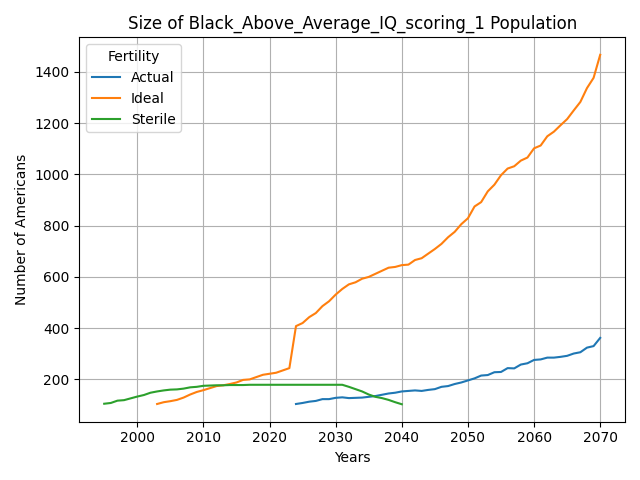 Size of Black_Above_Average_IQ_scoring_1 Population
Fertility
Actual
Ideal
Sterile
Number of Americans
1400
1200
1000
800
600
400
200
2000 2010 2020 2030 2040 2050 2060 2070
Years